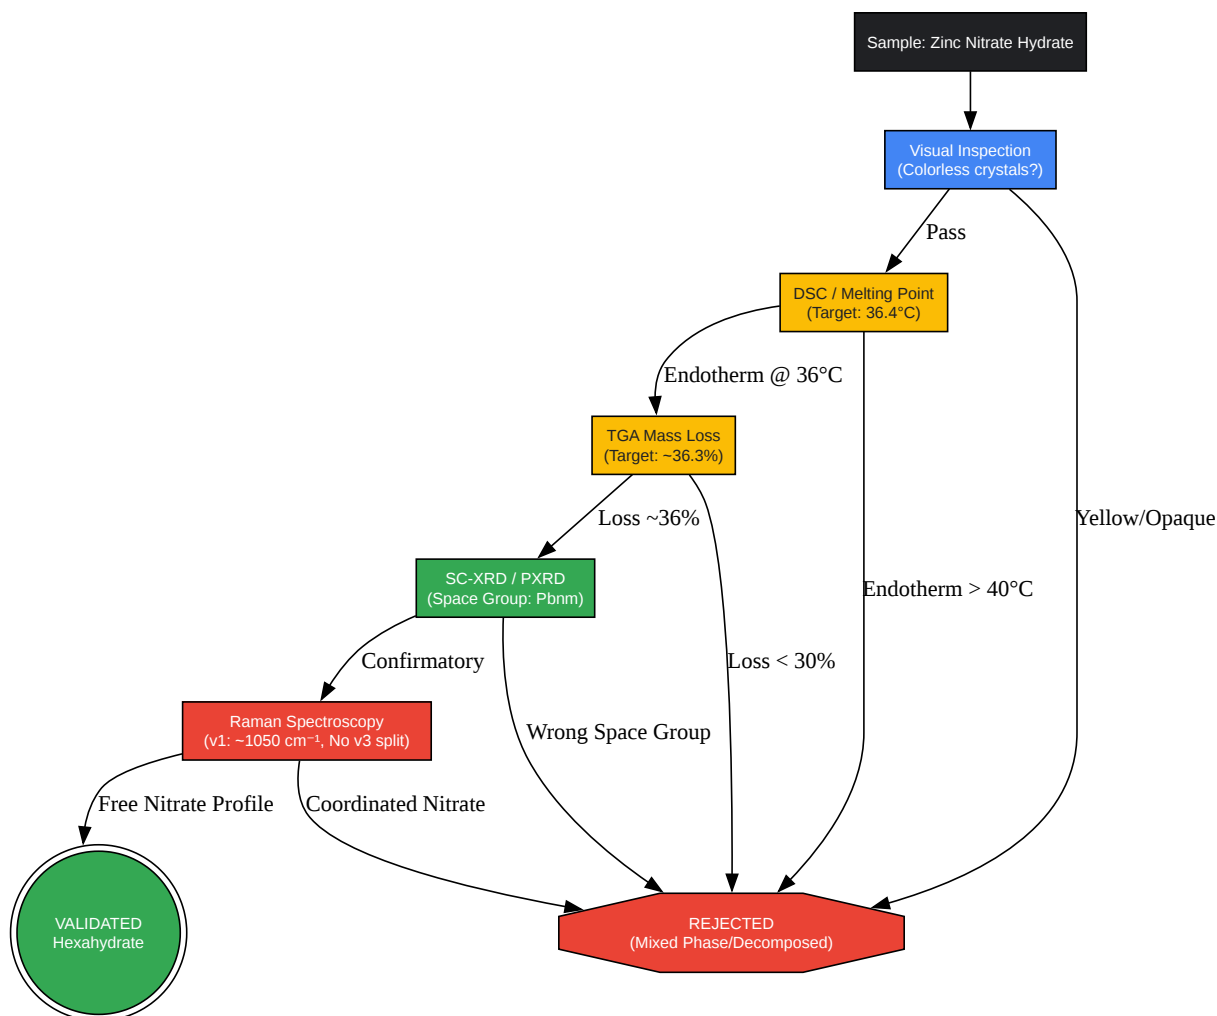 Sample: Zinc Nitrate Hydrate
Visual Inspection
(Colorless crystals?)
Pass
DSC / Melting Point
(Target: 36.4°C)
Endotherm @ 36°C
TGA Mass Loss
(Target: ~36.3%)
Loss ~36%
Yellow/Opaque
SC-XRD / PXRD
(Space Group: Pbnm)
Endotherm > 40°C
Confirmatory
Loss < 30%
Raman Spectroscopy
(v1: ~1050 cm⁻¹, No v3 split)
Wrong Space Group
Free Nitrate Profile
Coordinated Nitrate
VALIDATED
Hexahydrate
REJECTED
(Mixed Phase/Decomposed)